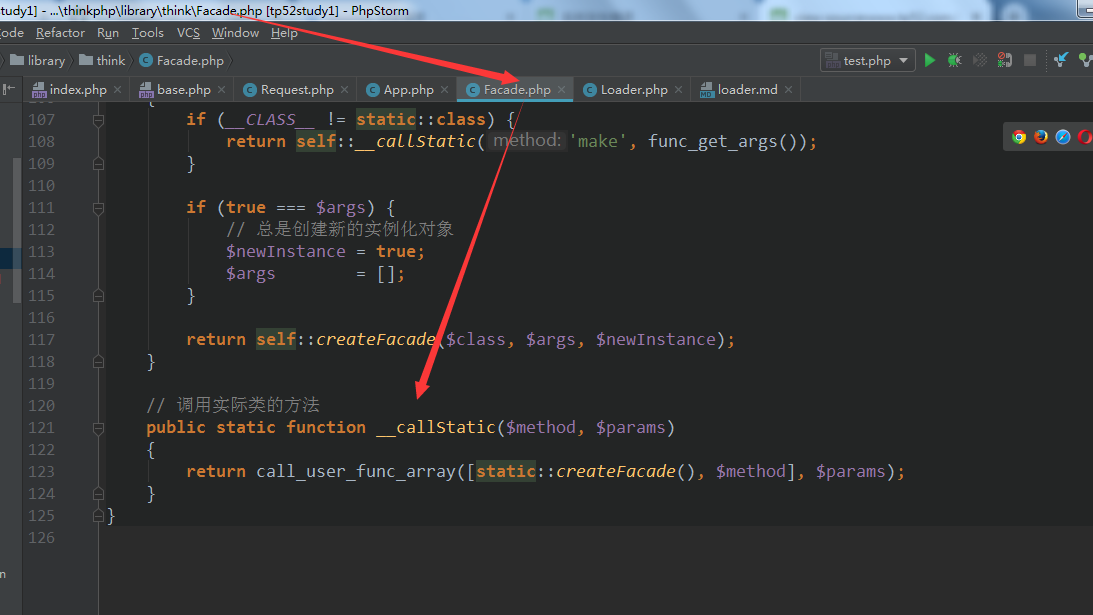 study1] - ...\thinkphp\library\think\Facade.php [tp52study1] - PhpStorm
ode Refactor Run Tools VCS Window Help
library think Facade.php test.php
index.php base.php Request.php App.php Facade.php Loader.php loader.md
107 if (__CLASS__ != static::class) {
108 return self::__callStatic( method: 'make', func_get_args());
109 }
110
111 if (true === $args) {
112 // 总是创建新的实例化对象
113 $newInstance = true;
114 $args = [];
115 }
116
117 return self::createFacade($class, $args, $newInstance);
118 }
119
120 // 调用实际类的方法
121 public static function __callStatic($method, $params)
122 {
123 return call_user_func_array([static::createFacade(), $method], $params);
124 }
125 }
126